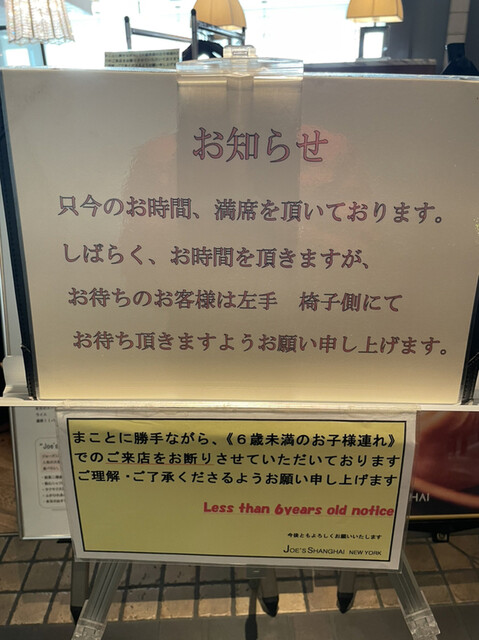 お知らせ
只今のお時間、満席を頂いております。
しばらく、お時間を頂きますが、
お待ちのお客様は左手　椅子側にて
お待ち頂きますようお願い申し上げます。
まことに勝手ながら、《６歳未満のお子様連れ》
でのご来店をお断りさせていただいております
ご理解・ご了承くださるようお願い申し上げます
Less than 6years old notice
今後ともよろしくお願いいたします
JOE'S SHANGHAI NEW YORK